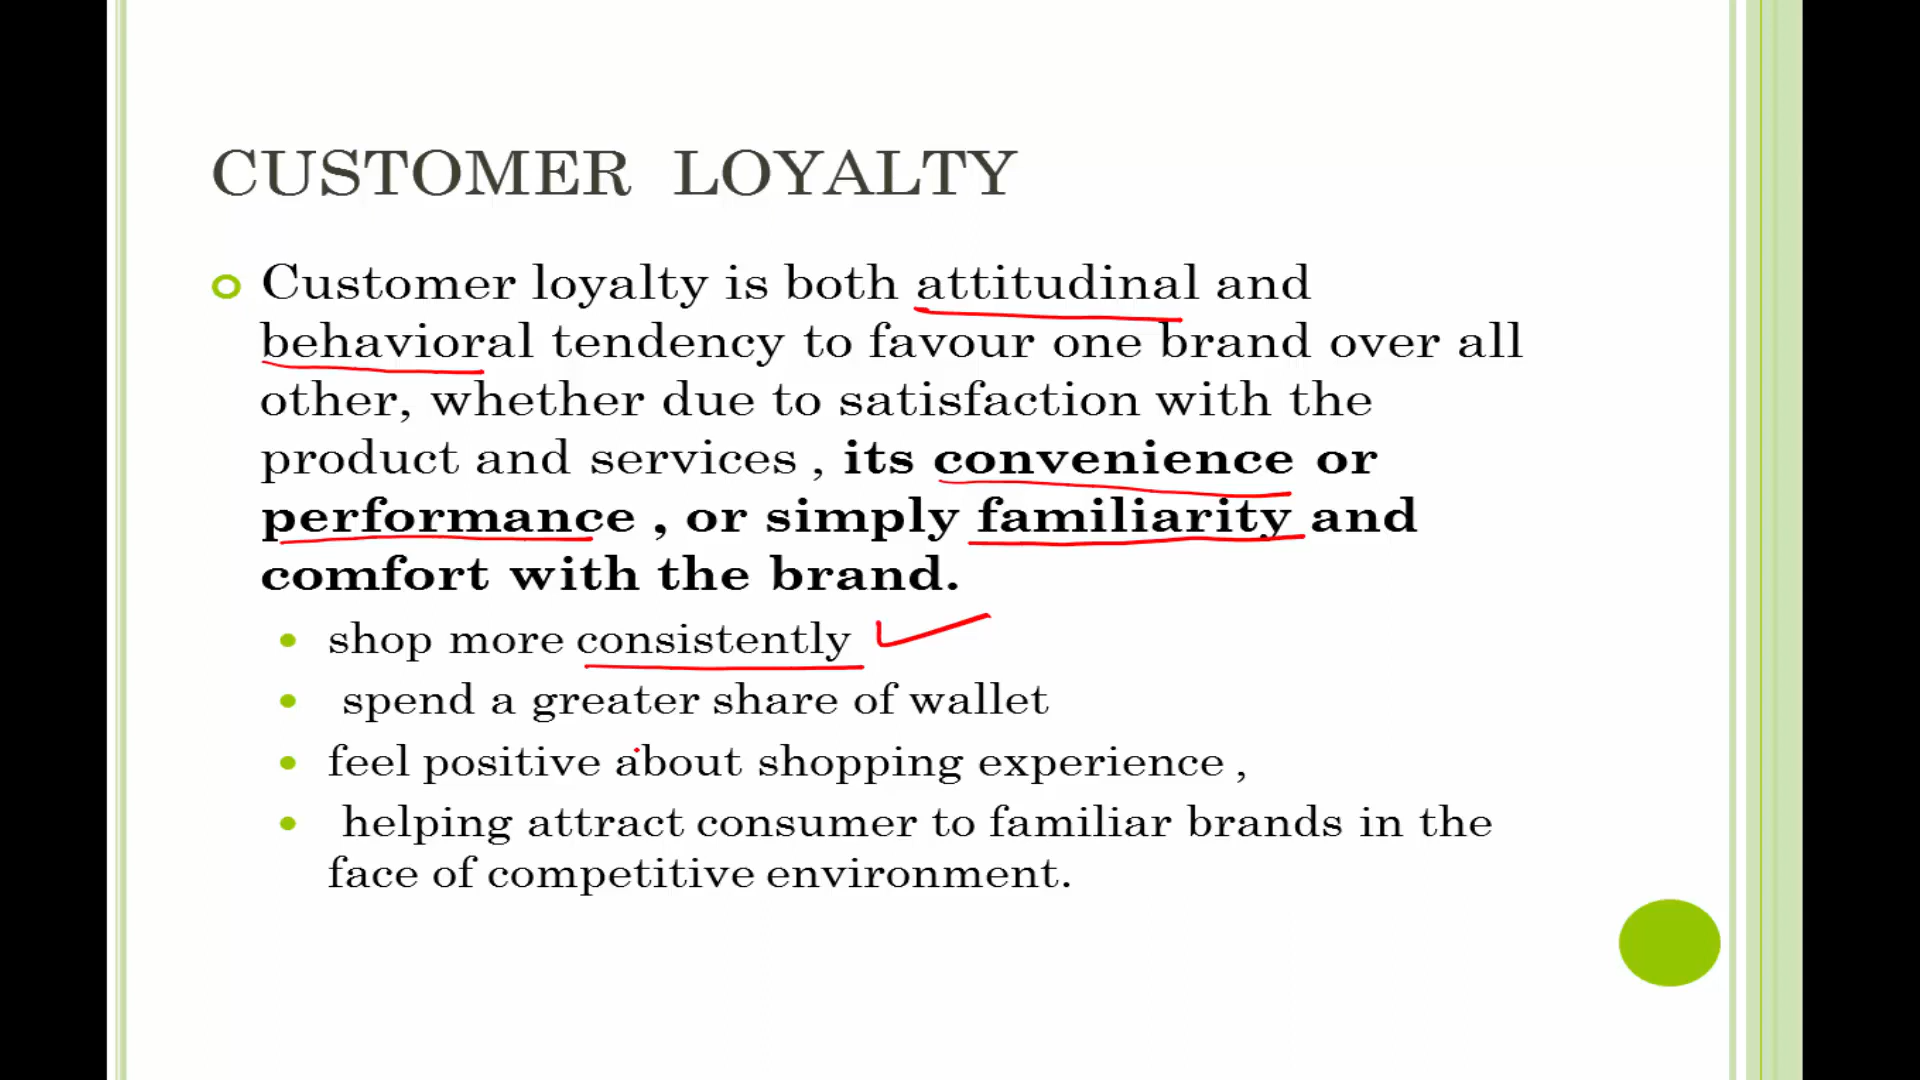 CUSTOMER LOYALTY
Customer loyalty is both attitudinal and
behavioral tendency to favour one brand over all
other, whether due to satisfaction with the
product and services , its convenience or
performance , or simply familiarity and
comfort with the brand.
shop more consistently
spend a greater share of wallet
feel positive about shopping experience ,
helping attract consumer to familiar brands in the
face of competitive environment.